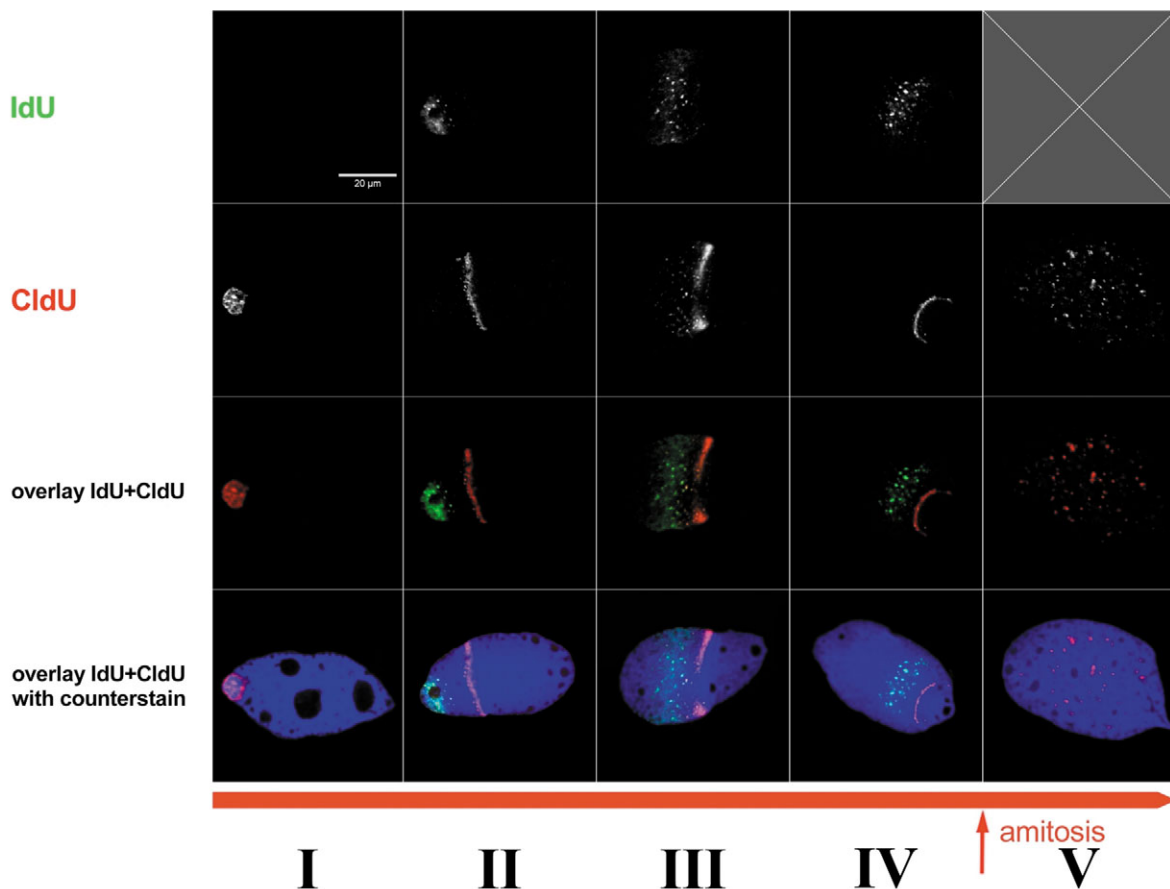 IdU
20 µm
CldU
overlay IdU+CldU
overlay IdU+CldU
with counterstain
amitosis
I II III IV V